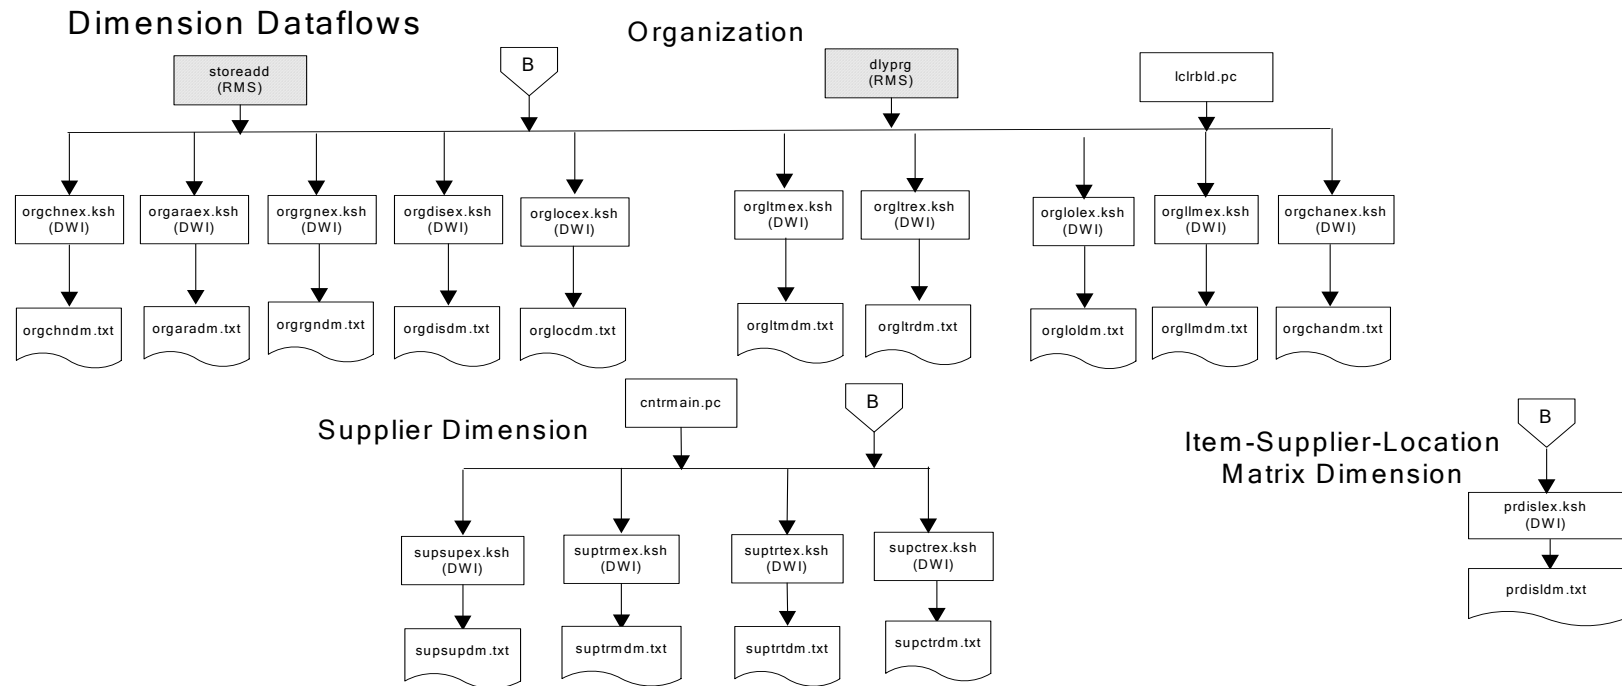 Dimension Dataflows
Organization
storeadd
(RMS)
B
dlyprg
(RMS)
lclrbld.pc
orgchnex.ksh
(DWI)
orgaraex.ksh
(DWI)
orgrgnex.ksh
(DWI)
orgdisex.ksh
(DWI)
orglocex.ksh
(DWI)
orgltmex.ksh
(DWI)
orgltrex.ksh
(DWI)
orglolex.ksh
(DWI)
orgllmex.ksh
(DWI)
orgchanex.ksh
(DWI)
orgchndm.txt
orgaradm.txt
orgrgndm.txt
orgdisdm.txt
orglocdm.txt
orgltmdm.txt
orgltrdm.txt
orgloldm.txt
orgllmdm.txt
orgchandm.txt
Supplier Dimension
cntrmain.pc
B
Item-Supplier-Location
Matrix Dimension
B
supsupex.ksh
(DWI)
suptrmex.ksh
(DWI)
suptrtex.ksh
(DWI)
supctrex.ksh
(DWI)
prdislex.ksh
(DWI)
supsupdm.txt
suptrmdm.txt
suptrtdm.txt
supctrdm.txt
prdisldm.txt